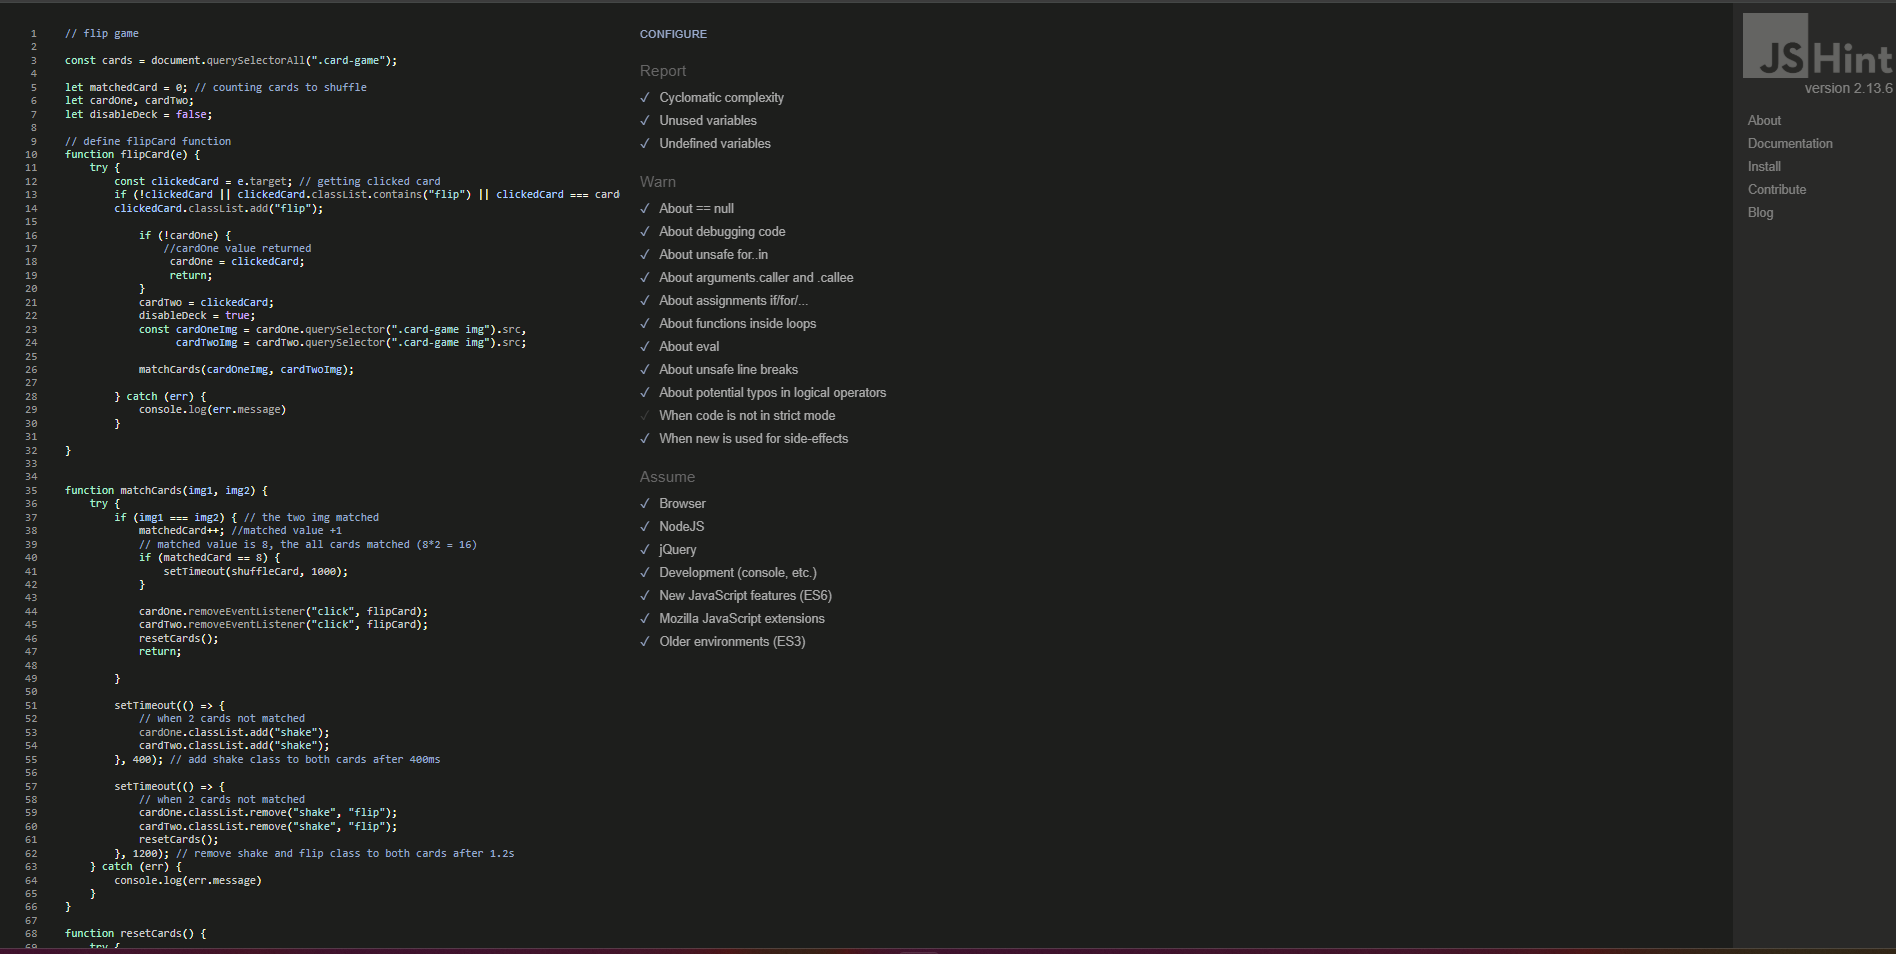 1 // flip game
2
3 const cards = document.querySelectorAll(".card-game");
4
5 let matchedCard = 0; // counting cards to shuffle
6 let cardOne, cardTwo;
7 let disableDeck = false;
8
9 // define flipCard function
10 function flipCard(e) {
11 try {
12 const clickedCard = e.target; // getting clicked card
13 if (!clickedCard || clickedCard.classList.contains("flip") || clickedCard === card
14 clickedCard.classList.add("flip");
15
16 if (!cardOne) {
17 //cardOne value returned
18 cardOne = clickedCard;
19 return;
20 }
21 cardTwo = clickedCard;
22 disableDeck = true;
23 const cardOneImg = cardOne.querySelector(".card-game img").src,
24 cardTwoImg = cardTwo.querySelector(".card-game img").src;
25
26 matchCards(cardOneImg, cardTwoImg);
27
28 } catch (err) {
29 console.log(err.message)
30 }
31
32 }
33
34
35 function matchCards(img1, img2) {
36 try {
37 if (img1 === img2) { // the two img matched
38 matchedCard++; //matched value +1
39 // matched value is 8, the all cards matched (8*2 = 16)
40 if (matchedCard == 8) {
41 setTimeout(shuffleCard, 1000);
42 }
43
44 cardOne.removeEventListener("click", flipCard);
45 cardTwo.removeEventListener("click", flipCard);
46 resetCards();
47 return;
48
49 }
50
51 setTimeout(() => {
52 // when 2 cards not matched
53 cardOne.classList.add("shake");
54 cardTwo.classList.add("shake");
55 }, 400); // add shake class to both cards after 400ms
56
57 setTimeout(() => {
58 // when 2 cards not matched
59 cardOne.classList.remove("shake", "flip");
60 cardTwo.classList.remove("shake", "flip");
61 resetCards();
62 }, 1200); // remove shake and flip class to both cards after 1.2s
63 } catch (err) {
64 console.log(err.message)
65 }
66 }
67
68 function resetCards() {
69 try {
CONFIGURE
Report
✓ Cyclomatic complexity
✓ Unused variables
✓ Undefined variables
Warn
✓ About == null
✓ About debugging code
✓ About unsafe for..in
✓ About arguments.caller and .callee
✓ About assignments if/for/...
✓ About functions inside loops
✓ About eval
✓ About unsafe line breaks
✓ About potential typos in logical operators
✓ When code is not in strict mode
✓ When new is used for side-effects
Assume
✓ Browser
✓ NodeJS
✓ jQuery
✓ Development (console, etc.)
✓ New JavaScript features (ES6)
✓ Mozilla JavaScript extensions
✓ Older environments (ES3)
JSHint
version 2.13.6
About
Documentation
Install
Contribute
Blog